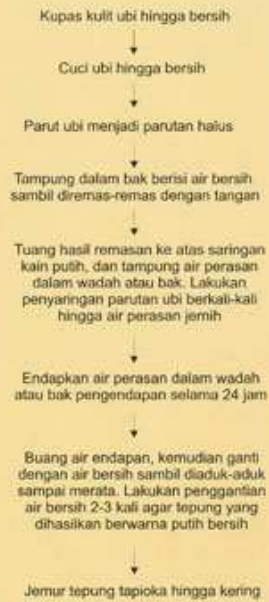 Kupas kulit ubi hingga bersih
Cuci ubi hingga bersih
Parut ubi menjadi parutan halus
Tampung dalam bak berisi air bersih
sambil diremas-remas dengan tangan
Tuang hasil remasan ke atas saringan
kain putih, dan tampung air perasan
dalam wadah atau bak. Lakukan
penyaringan parutan ubi berkali-kali
hingga air perasan jernih
Endapkan air perasan dalam wadah
atau bak pengendapan selama 24 jam
Buang air endapan, kemudian ganti
dengan air bersih sambil diaduk-aduk
sampai merata. Lakukan penggantian
air bersih 2-3 kali agar tepung yang
dihasilkan berwarna putih bersih
Jemur tepung tapioka hingga kering